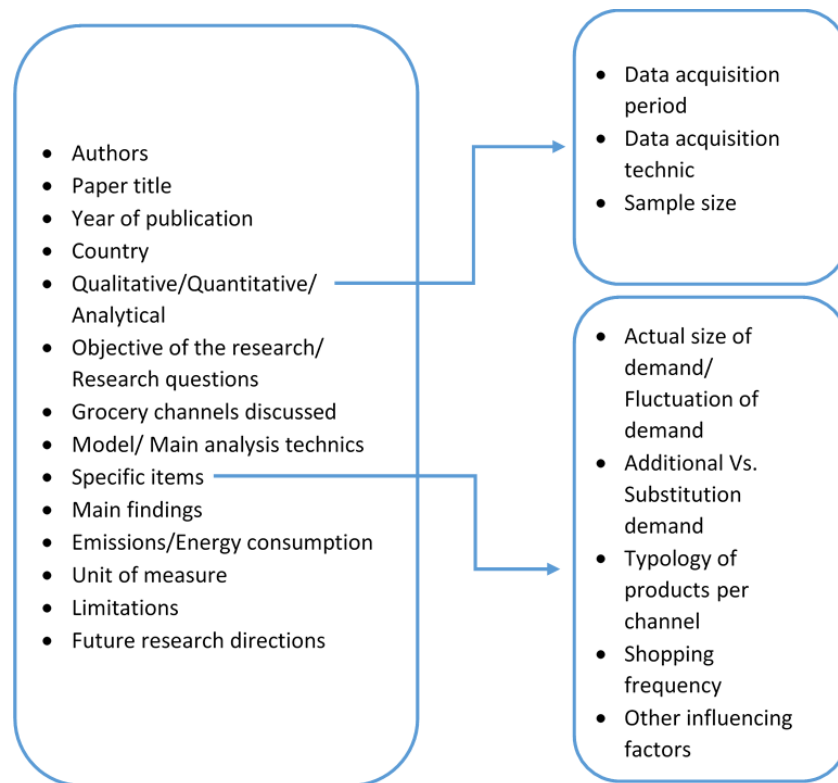 • Authors
• Paper title
• Year of publication
• Country
• Qualitative/Quantitative/
Analytical
• Objective of the research/
Research questions
• Grocery channels discussed
• Model/ Main analysis technics
• Specific items
• Main findings
• Emissions/Energy consumption
• Unit of measure
• Limitations
• Future research directions
• Data acquisition
period
• Data acquisition
technic
• Sample size
• Actual size of
demand/
Fluctuation of
demand
• Additional Vs.
Substitution
demand
• Typology of
products per
channel
• Shopping
frequency
• Other influencing
factors